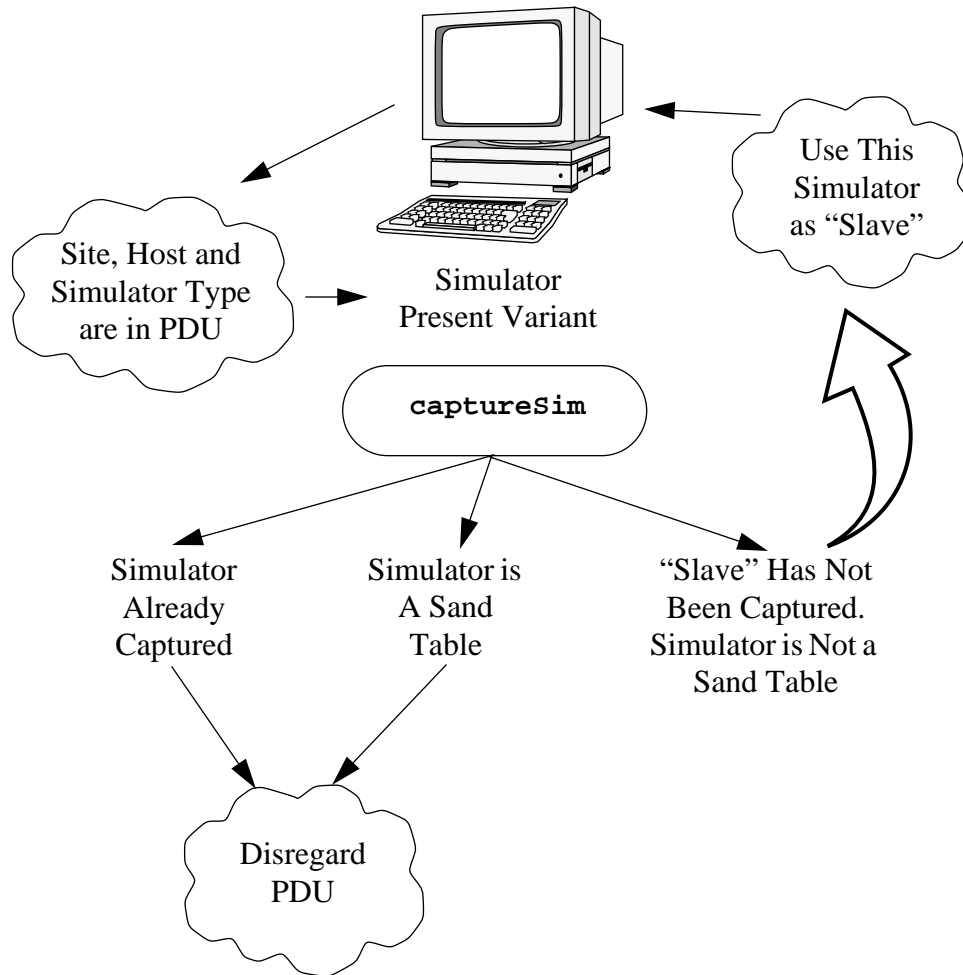 Use This
Simulator
as “Slave”
Site, Host and
Simulator Type
are in PDU
Simulator
Present Variant
captureSim
Simulator
Already
Captured
Simulator is
A Sand
Table
“Slave” Has Not
Been Captured.
Simulator is Not a
Sand Table
Disregard
PDU